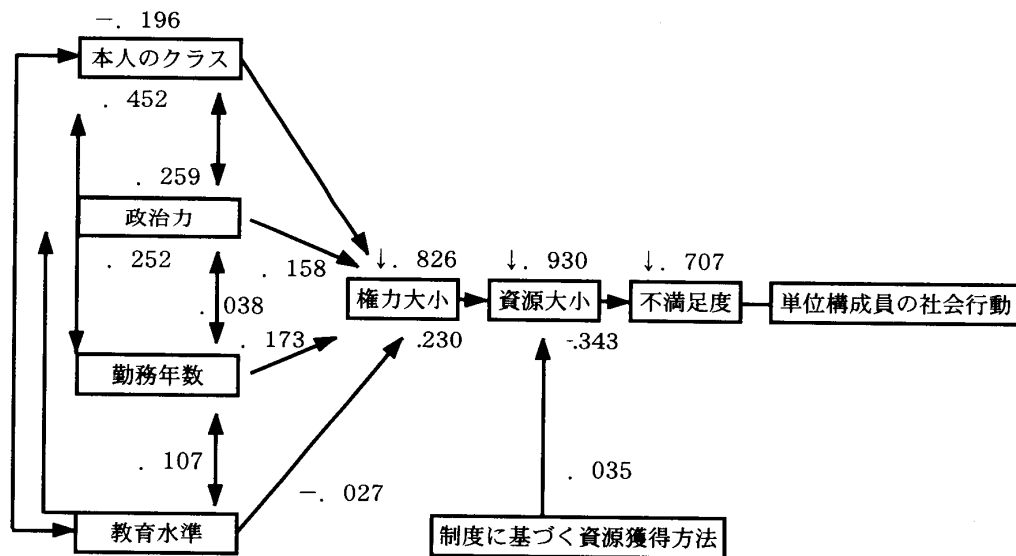 －. 196
本人のクラス
. 452
. 259
政治力
. 252
. 158
↓. 826
↓. 930
↓. 707
権力大小
資源大小
不満足度
単位構成員の社会行動
. 038
. 173
.230
-.343
勤務年数
. 107
－. 027
. 035
教育水準
制度に基づく資源獲得方法